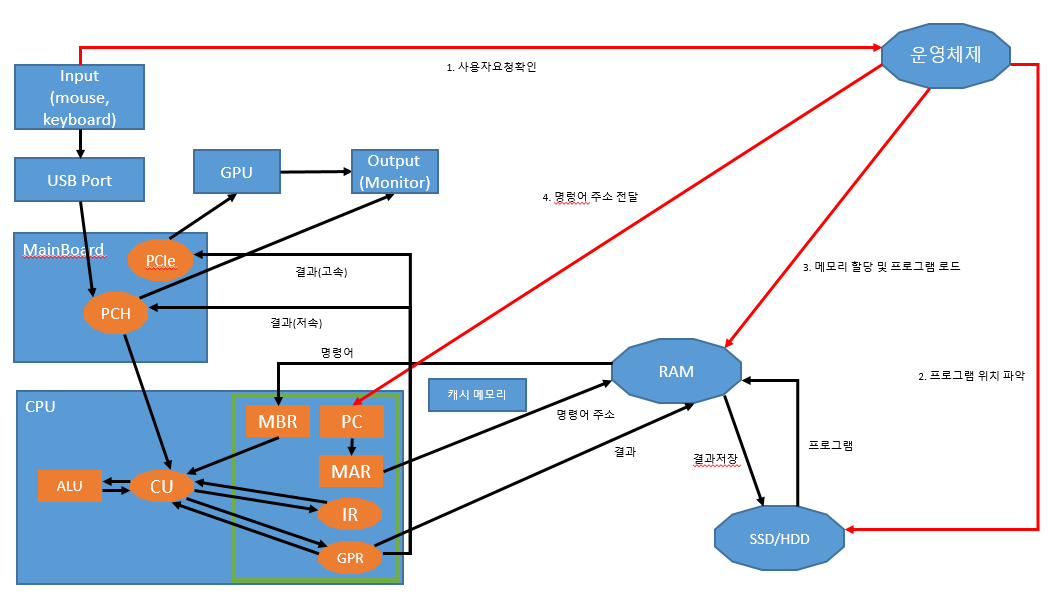 운영체제
1. 사용자요청확인
Input
(mouse,
keyboard)
USB Port
GPU
Output
(Monitor)
4. 명렁어 주소 전달
MainBoard
PCIe
결과(고속)
3. 메모리 할당 및 프로그램 로드
PCH
결과(저속)
명령어
RAM
2. 프로그램 위치 파악
캐시 메모리
CPU
MBR
PC
명령어 주소
프로그램
결과
결과저장
MAR
ALU
CU
IR
SSD/HDD
GPR